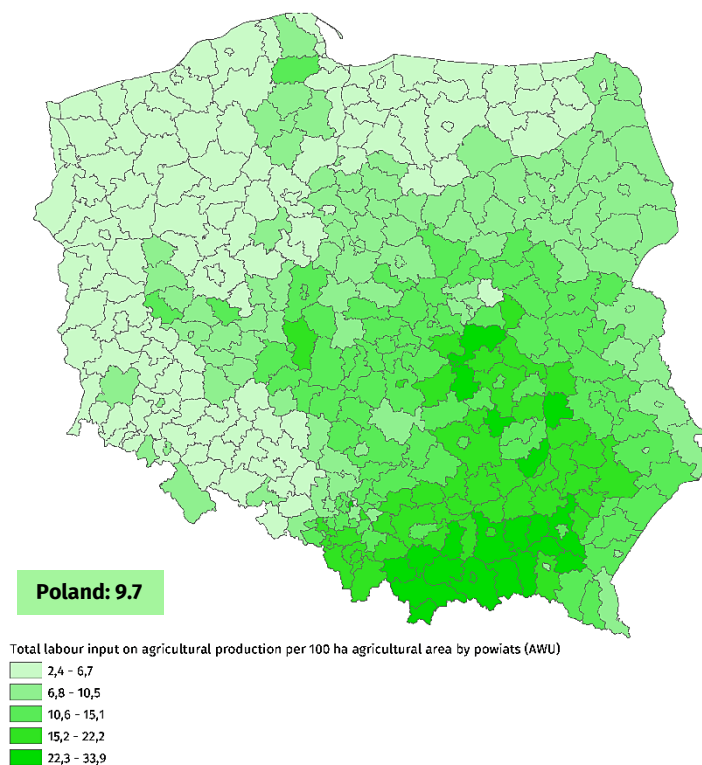 Poland: 9.7
Total labour input on agricultural production per 100 ha agricultural area by powiats (AWU)
2,4 - 6,7
6,8 - 10,5
10,6 - 15,1
15,2 - 22,2
22,3 - 33,9